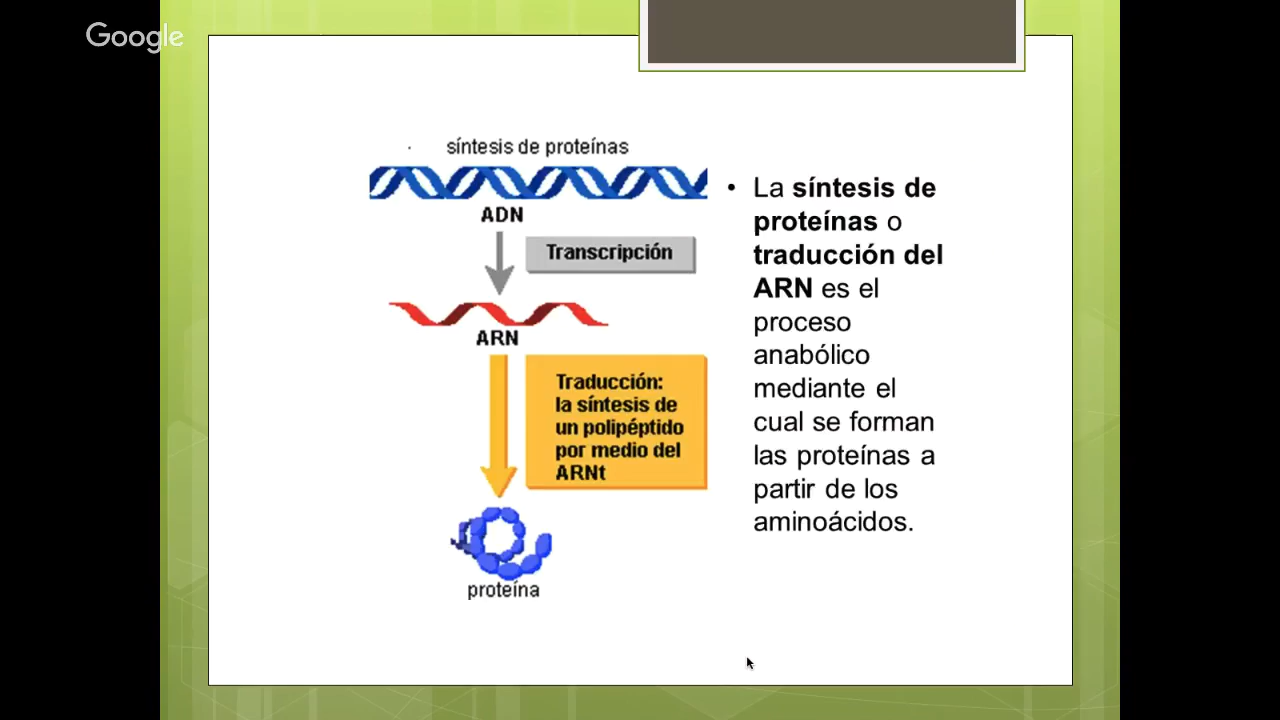 Google
síntesis de proteínas
ADN
Transcripción
ARN
Traducción:
la síntesis de
un polipéptido
por medio del
ARNt
proteína
• La síntesis de
proteínas o
traducción del
ARN es el
proceso
anabólico
mediante el
cual se forman
las proteínas a
partir de los
aminoácidos.